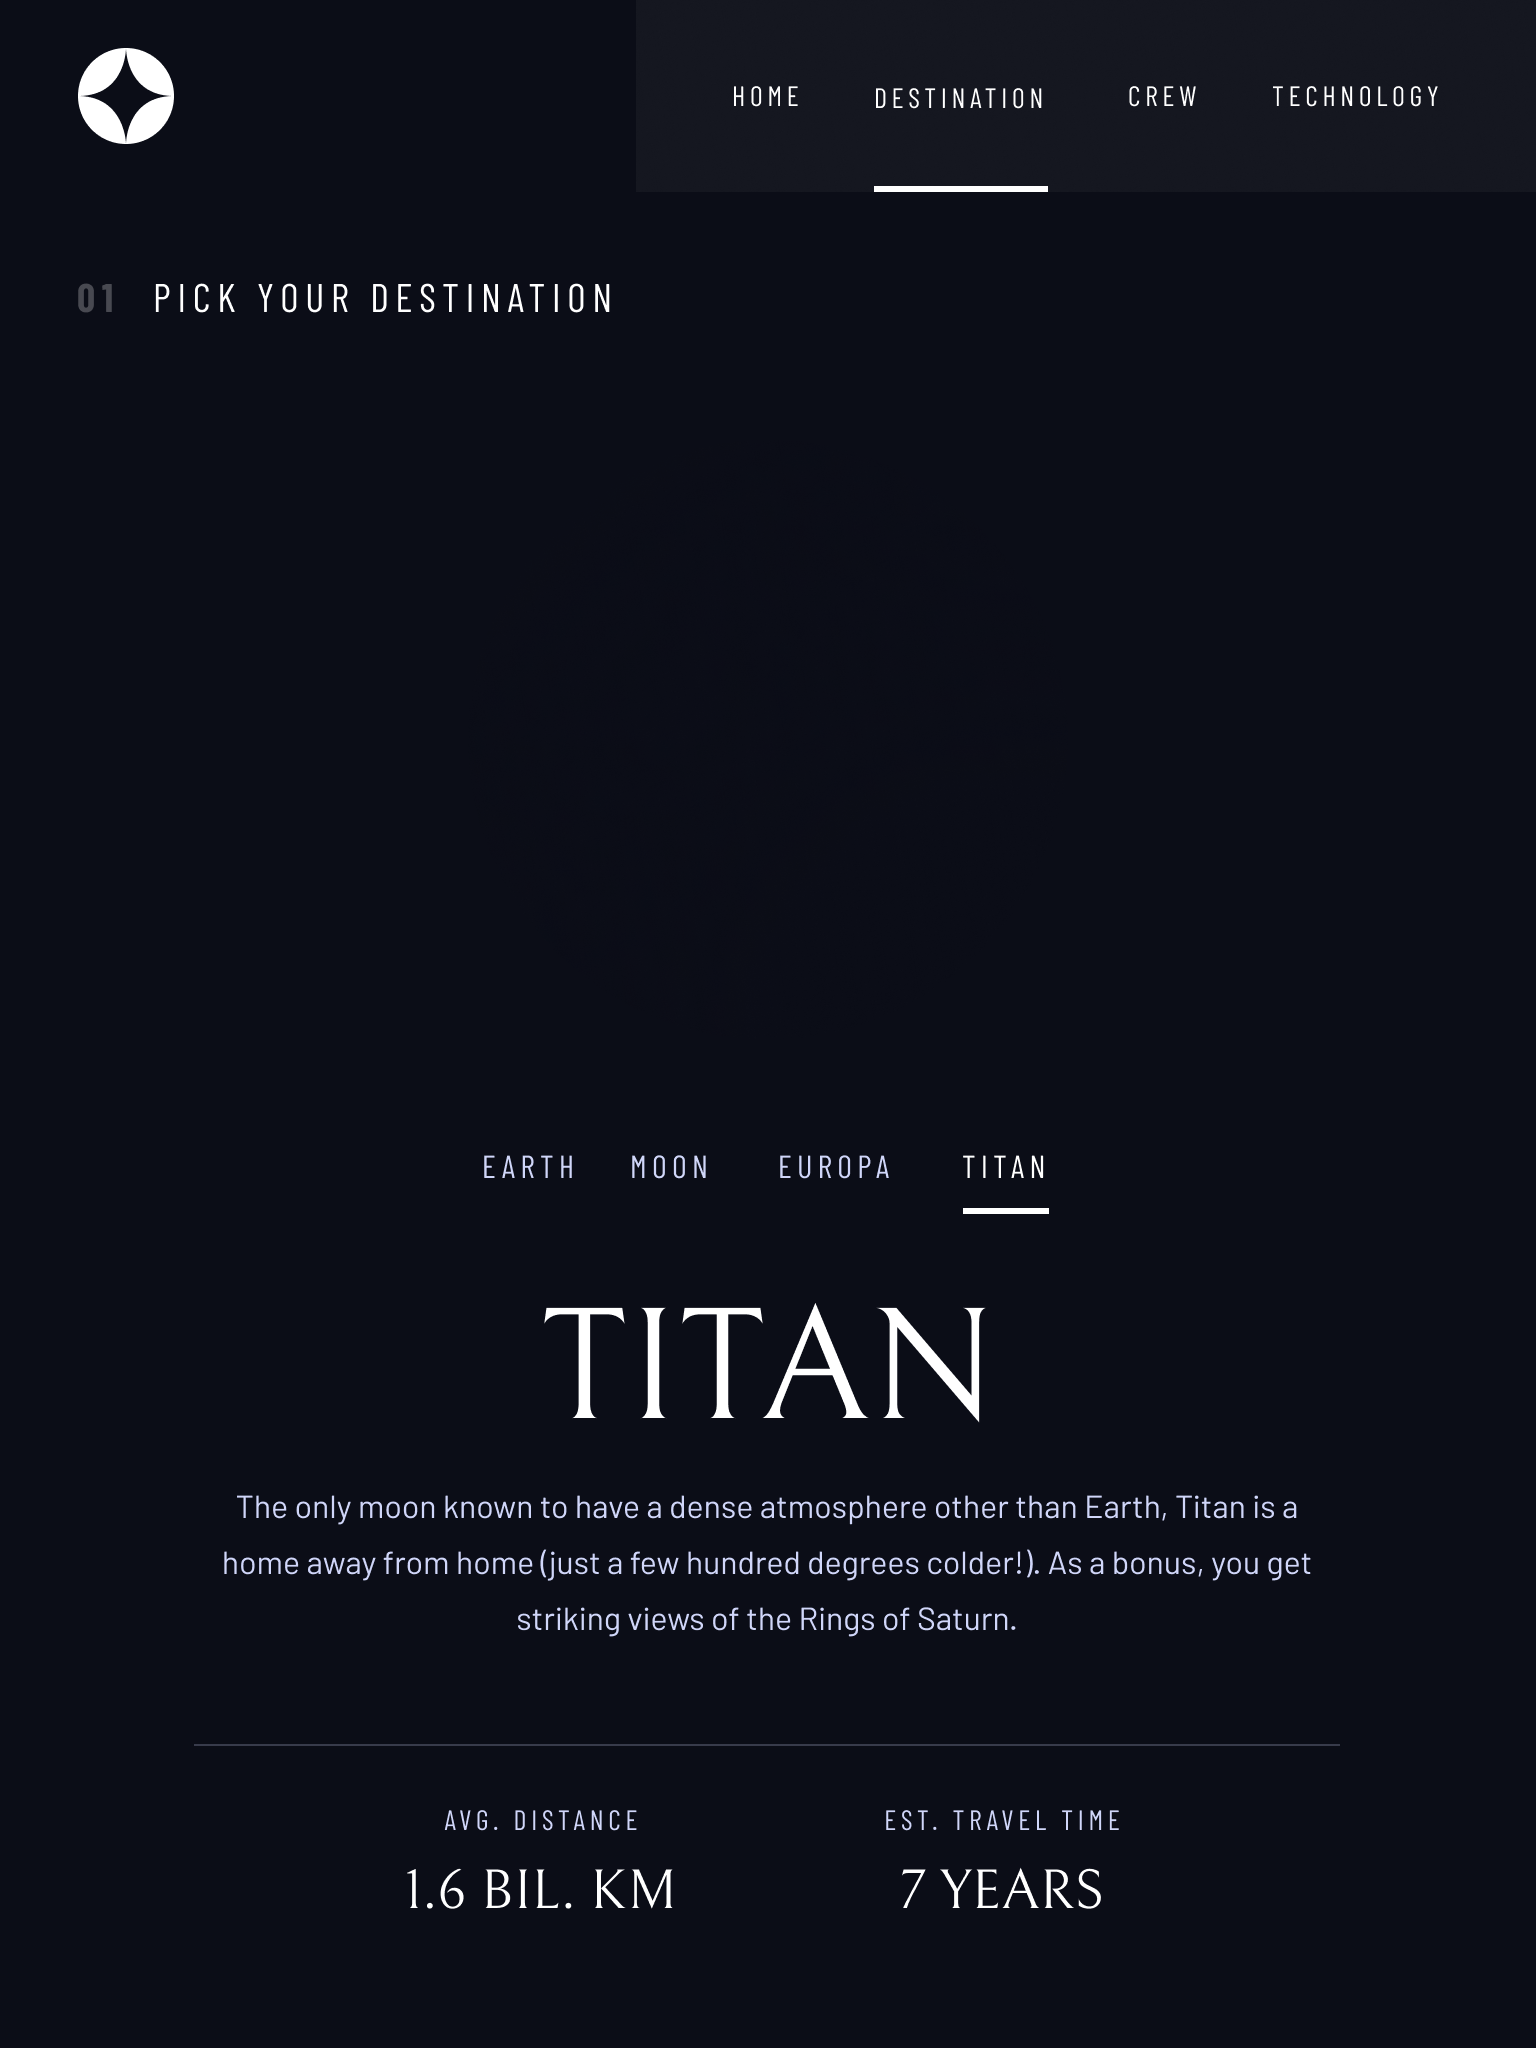 HOME DESTINATION CREW TECHNOLOGY
01 PICK YOUR DESTINATION
EARTH MOON EUROPA TITAN
TITAN
The only moon known to have a dense atmosphere other than Earth, Titan is a
home away from home (just a few hundred degrees colder!). As a bonus, you get
striking views of the Rings of Saturn.
AVG. DISTANCE EST. TRAVEL TIME
1.6 BIL. KM 7 YEARS